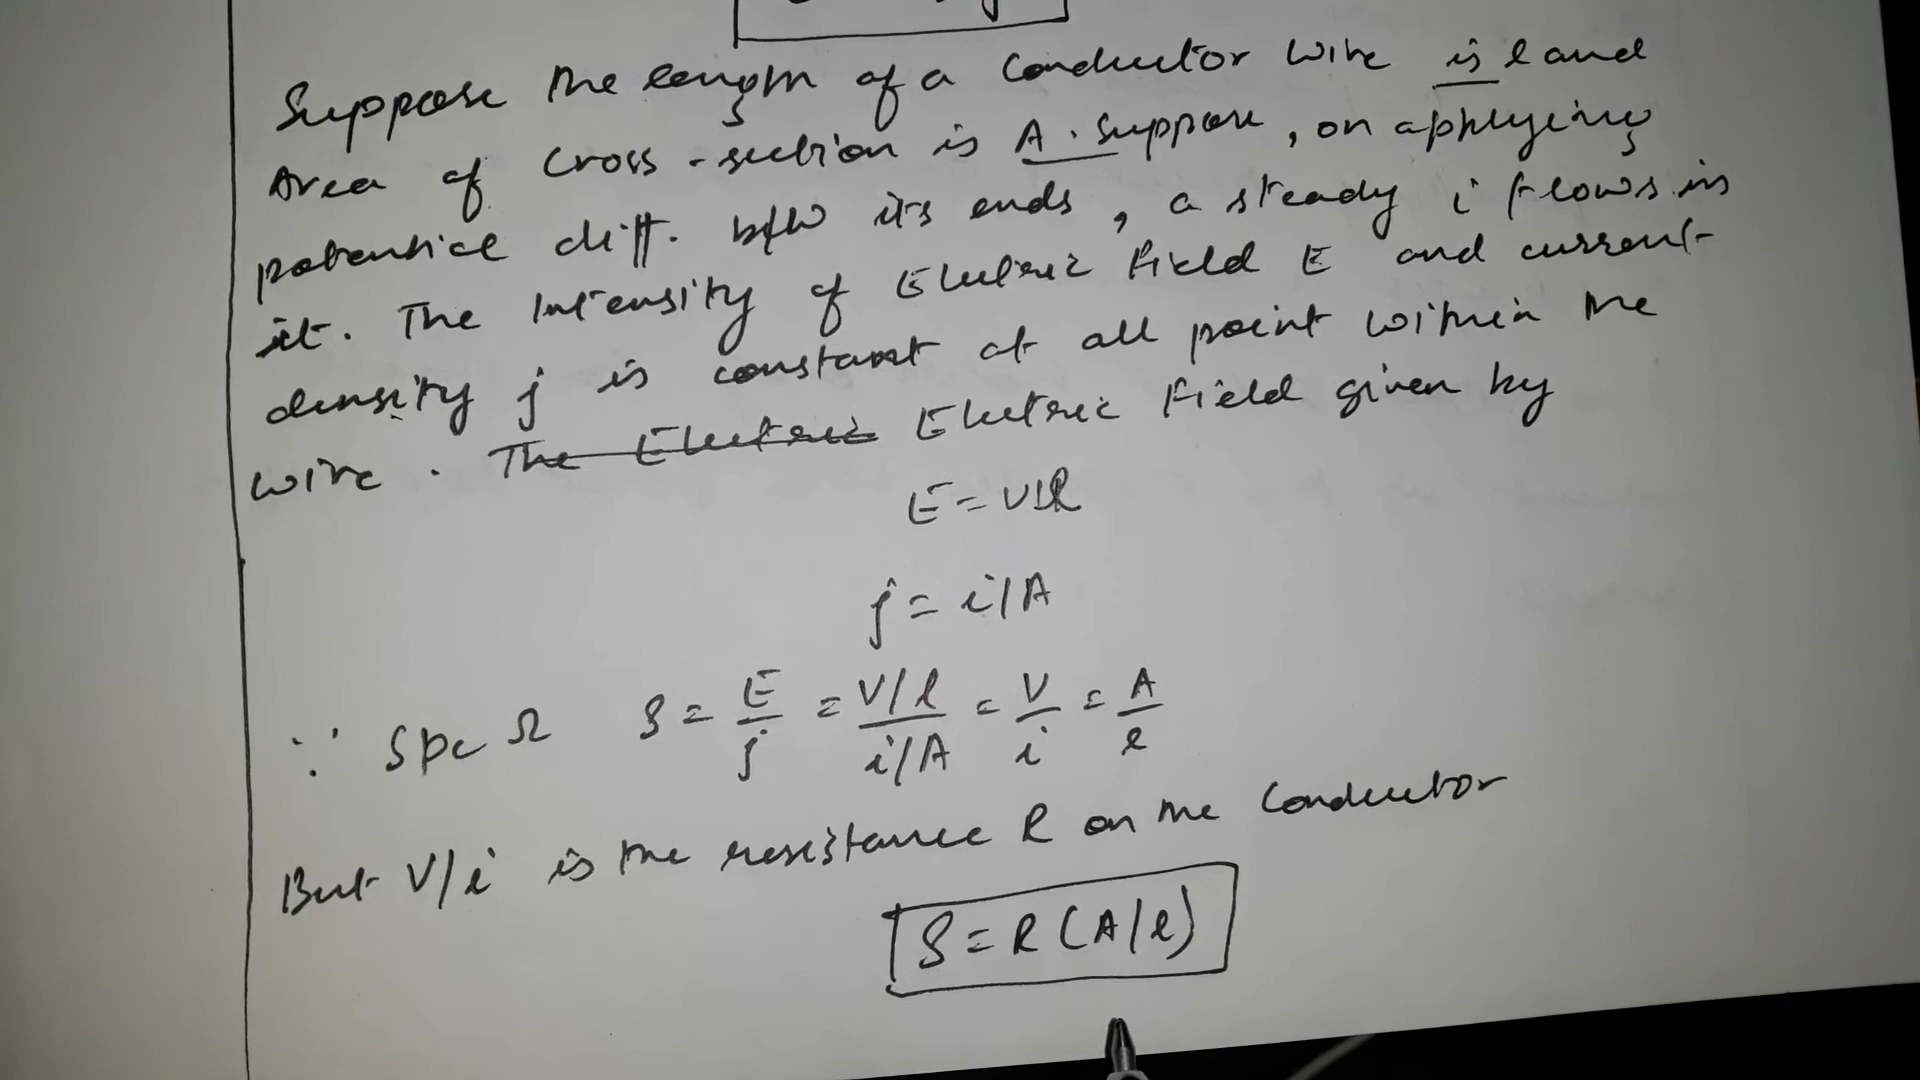 Suppose the length of a conductor wire is l and
Area of cross-section is A. Suppose, on applying
potential diff. b/w its ends, a steady i flows in
it. The Intensity of Electric Field E and current
density j is constant at all point within the
wire. The Electric Electric Field given by
E = V/l
j = i/A
∵ Spc Ω ρ = E/j = V/l / i/A = V/i = A/l
But V/i is the resistance R on the conductor
ρ = R (A/l)